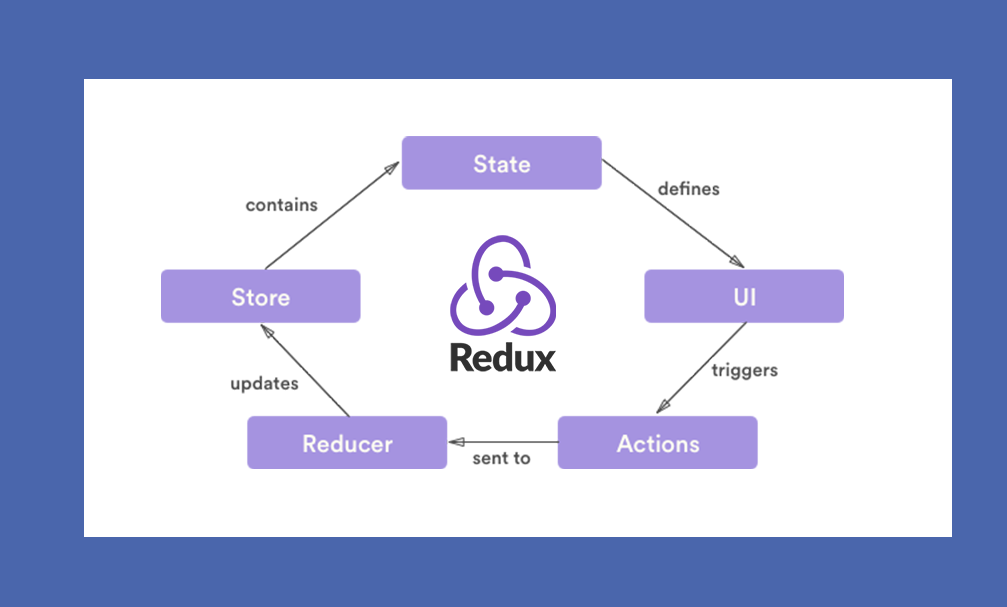 State
contains
defines
Store
UI
Redux
updates
triggers
Reducer
Actions
sent to